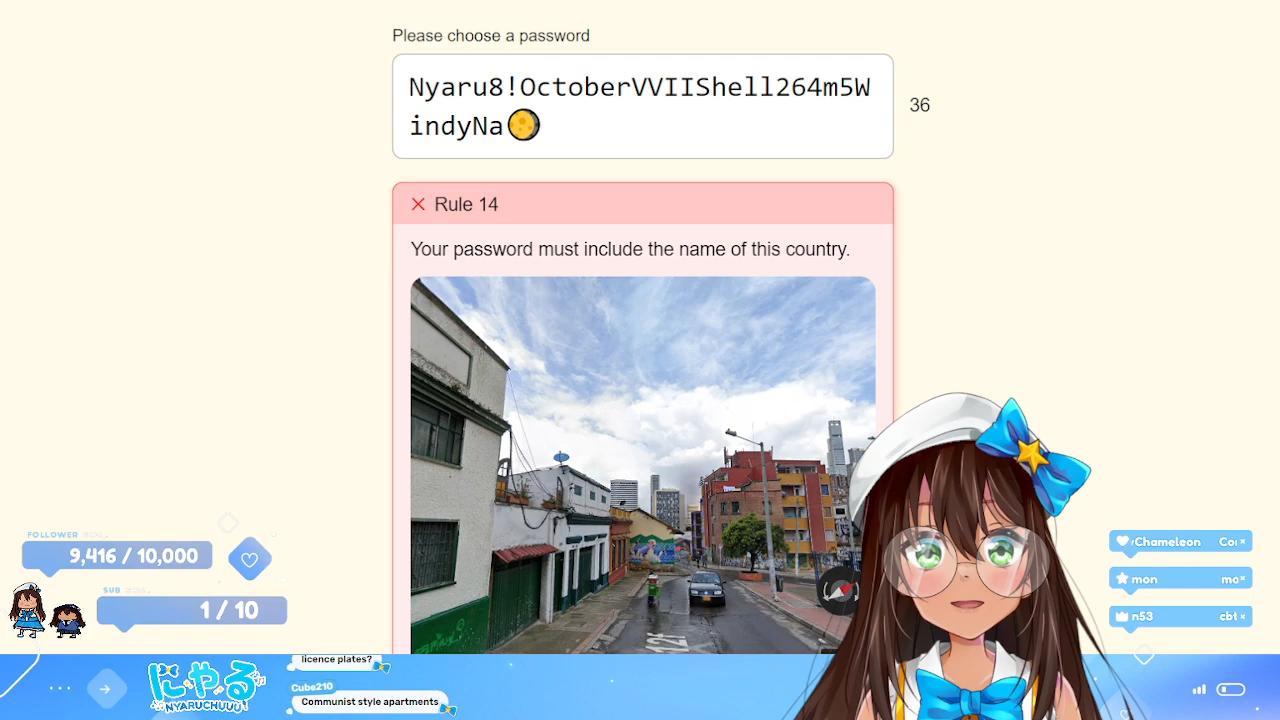 Please choose a password
Nyaru8!OctoberVVIIShell264m5W
indyNa🌖
36
Rule 14
Your password must include the name of this country.
FOLLOWER
9,416 / 10,000
SUB
1 / 10
にゃる
NYARUCHUUU
licence plates?
Cube210
Communist style apartments
Chameleon
mon
n53
cbt